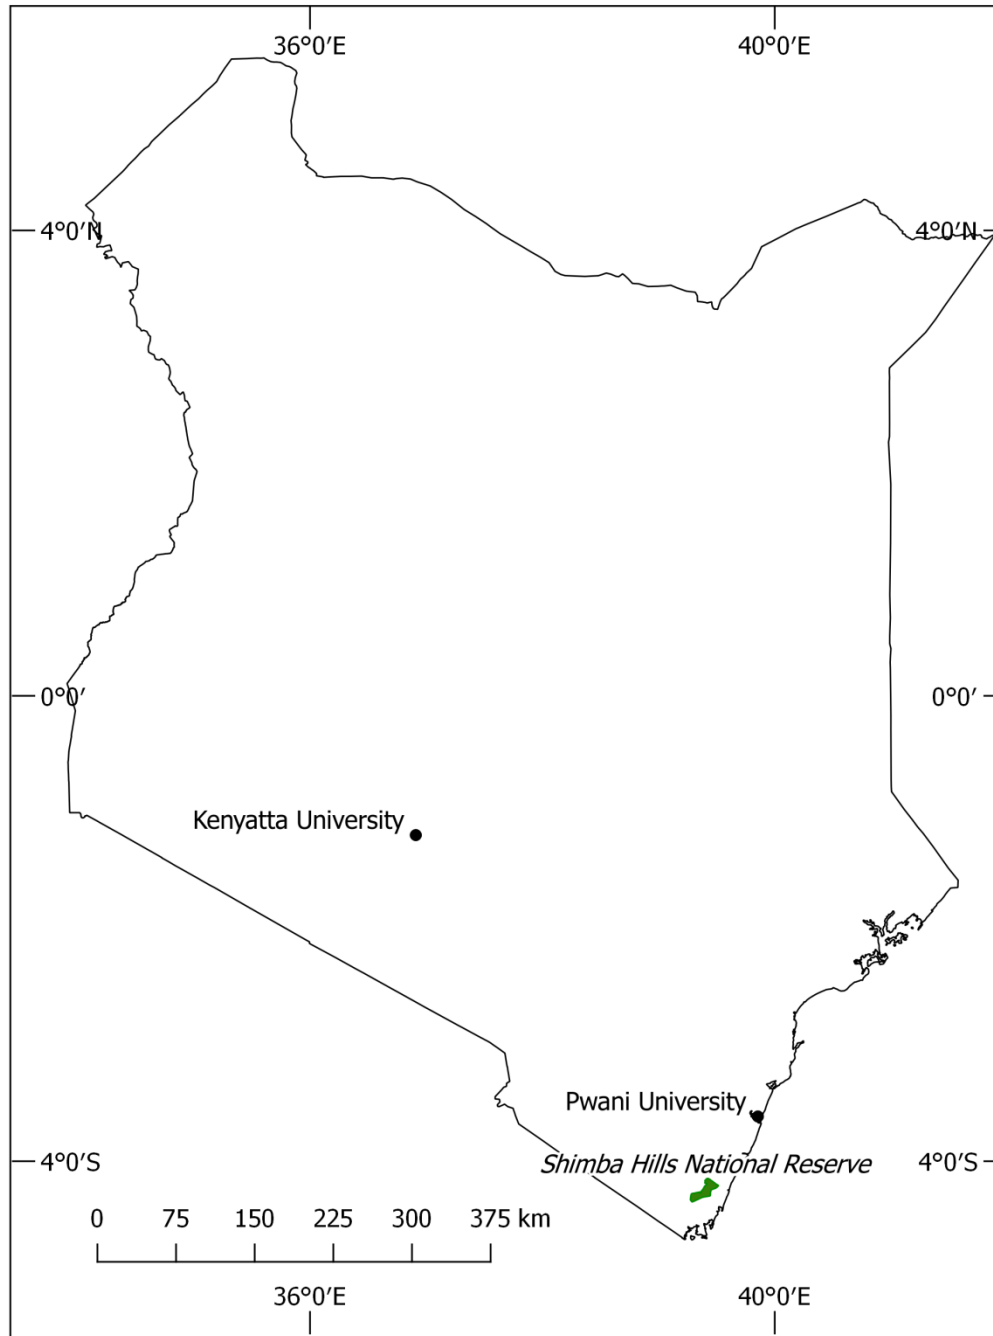 36°0′E 40°0′E
4°0′N 4°0′N
0°0′ 0°0′
Kenyatta University
Pwani University
4°0′S Shimba Hills National Reserve 4°0′S
0 75 150 225 300 375 km
36°0′E 40°0′E